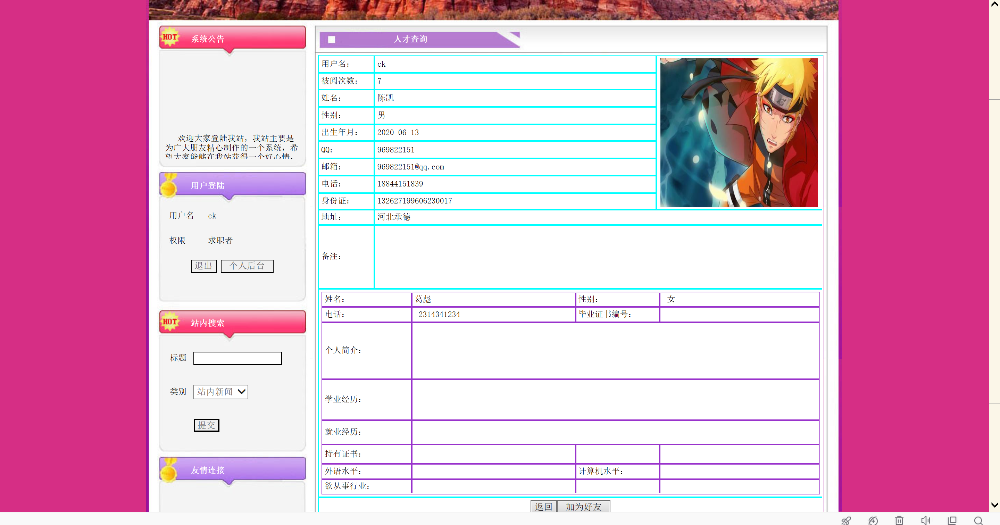 HOT
系统公告
欢迎大家登陆我站，我站主要是
为广大朋友精心制作的一个系统，希
望大家能够在我站获得一个好心情．
用户登陆
用户名 ck
权限 求职者
退出 个人后台
HOT
站内搜索
标题
类别 站内新闻
提交
友情连接
人才查询
用户名： ck
被阅次数： 7
姓名： 陈凯
性别： 男
出生年月： 2020-06-13
QQ： 969822151
邮箱： 969822151@qq.com
电话： 18844151839
身份证： 132627199606230017
地址： 河北承德
备注：
姓名： 葛彪 性别： 女
电话： 2314341234 毕业证书编号：
个人简介：
学业经历：
就业经历：
持有证书：
外语水平： 计算机水平：
欲从事行业：
返回 加为好友